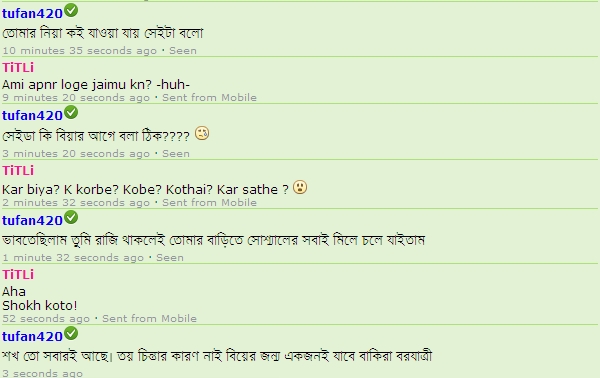 tufan420
তোমার নিয়া কই যাওয়া যায় সেইটা বলো
10 minutes 35 seconds ago · Seen
TiTLi
Ami apnr loge jaimu kn? -huh-
9 minutes 20 seconds ago · Sent from Mobile
tufan420
সেইডা কি বিয়ার আগে বলা ঠিক????
3 minutes 20 seconds ago · Seen
TiTLi
Kar biya? K korbe? Kobe? Kothai? Kar sathe ?
2 minutes 32 seconds ago · Sent from Mobile
tufan420
ভাবতেছিলাম তুমি রাজি থাকলেই তোমার বাড়িতে সোশ্যালের সবাই মিলে চলে যাইতাম
1 minute 32 seconds ago · Seen
TiTLi
Aha
Shokh koto!
52 seconds ago · Sent from Mobile
tufan420
শখ তো সবারই আছে। তয় চিন্তার কারণ নাই বিয়ের জন্য একজনই যাবে বাকিরা বরযাত্রী
3 seconds ago